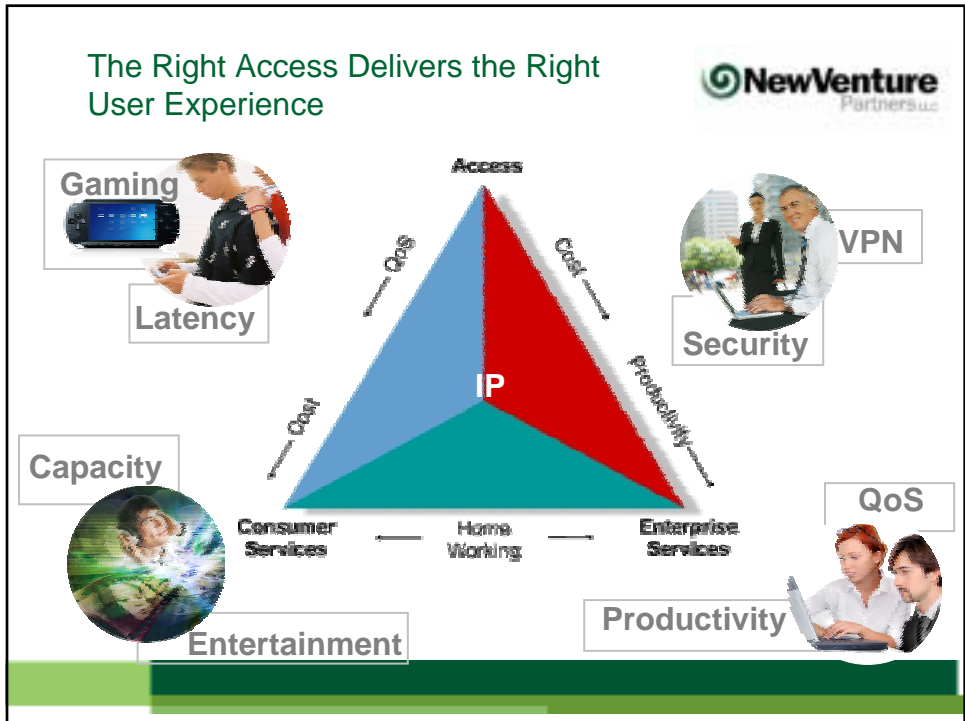 The Right Access Delivers the Right
User Experience
NewVenture
Partners LLC
Access
Gaming
QoS
Cost
VPN
Latency
Security
IP
Productivity
Cost
Capacity
QoS
Consumer
Services
Home
Working
Enterprise
Services
Productivity
Entertainment